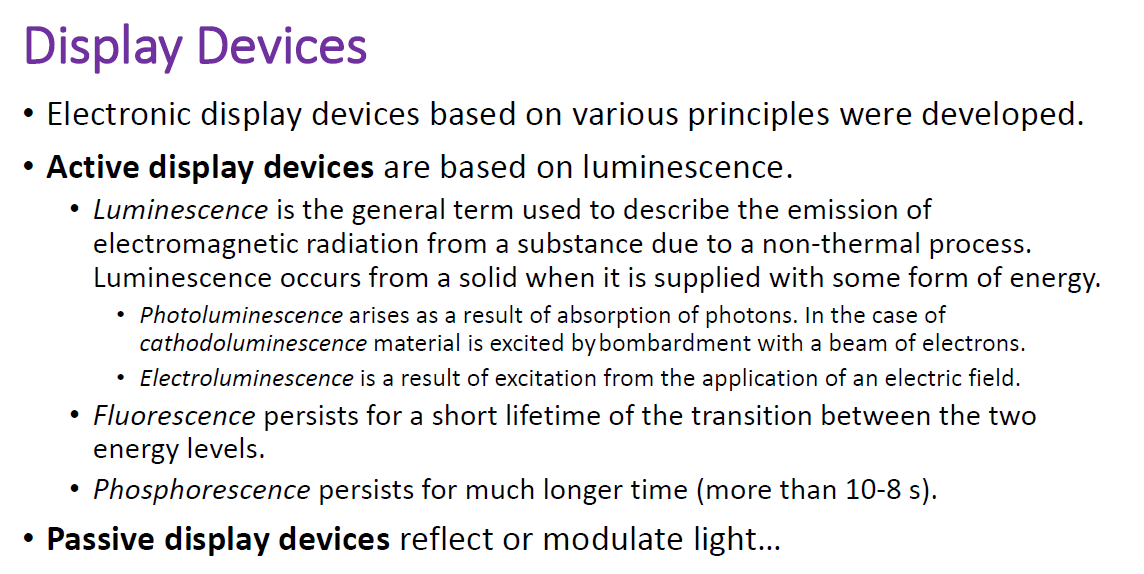 Display Devices
• Electronic display devices based on various principles were developed.
• Active display devices are based on luminescence.
• Luminescence is the general term used to describe the emission of
electromagnetic radiation from a substance due to a non-thermal process.
Luminescence occurs from a solid when it is supplied with some form of energy.
• Photoluminescence arises as a result of absorption of photons. In the case of
cathodoluminescence material is excited by bombardment with a beam of electrons.
• Electroluminescence is a result of excitation from the application of an electric field.
• Fluorescence persists for a short lifetime of the transition between the two
energy levels.
• Phosphorescence persists for much longer time (more than 10-8 s).
• Passive display devices reflect or modulate light…